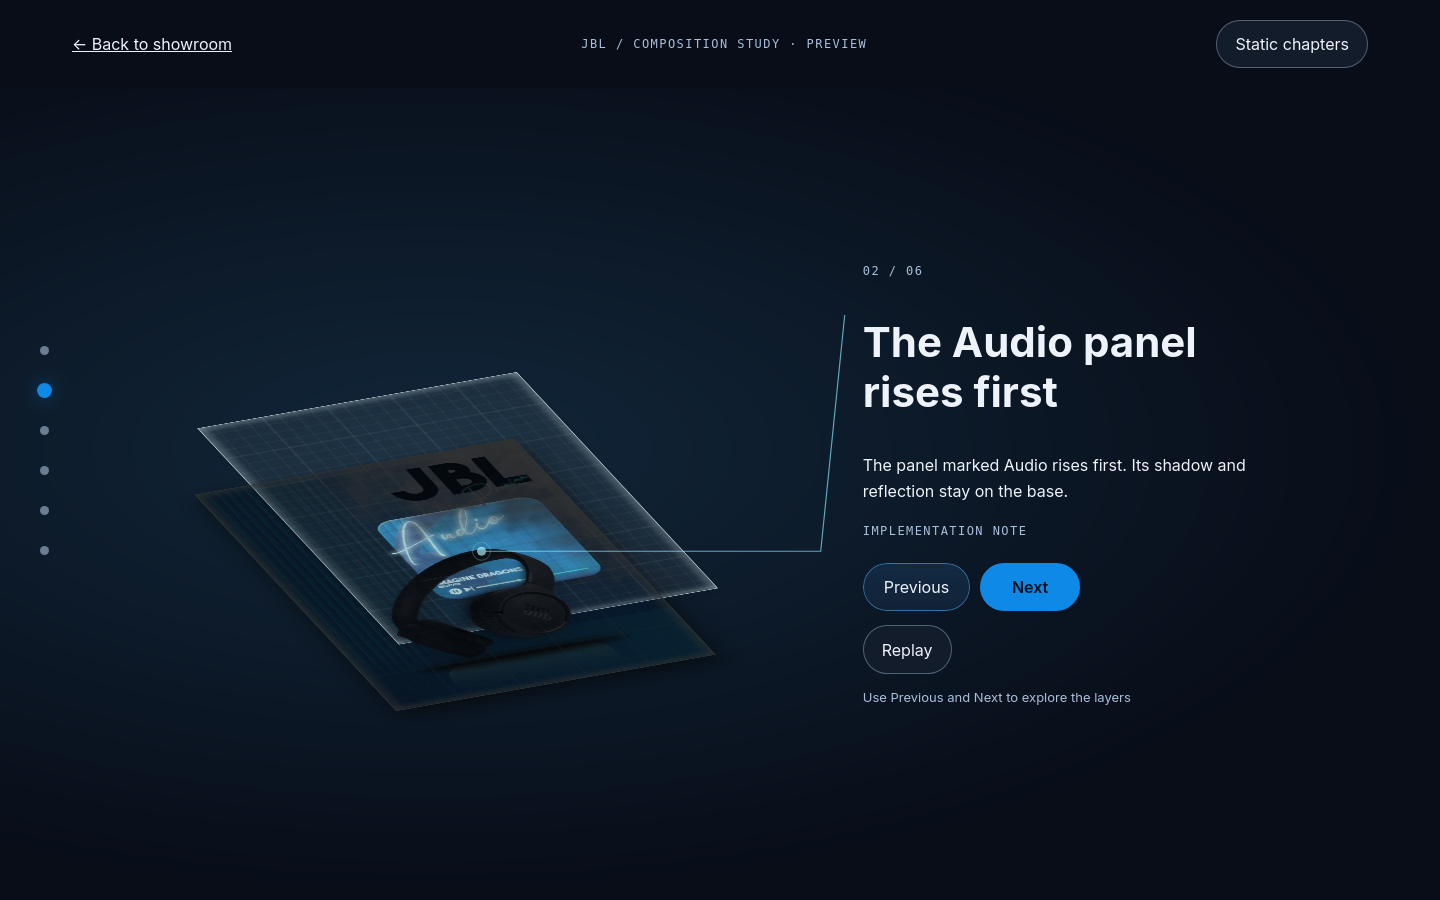 ← Back to showroom
JBL / COMPOSITION STUDY · PREVIEW
Static chapters
02 / 06
The Audio panel
rises first
The panel marked Audio rises first. Its shadow and
reflection stay on the base.
IMPLEMENTATION NOTE
Previous
Next
Replay
Use Previous and Next to explore the layers
JBL
Audio
IMAGINE DRAGONS